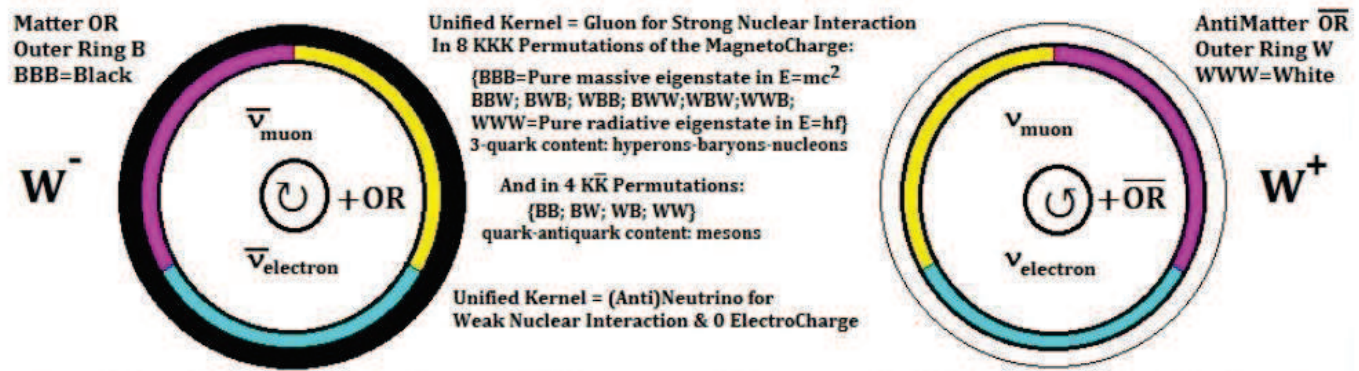 Matter OR
Outer Ring B
BBB=Black
W⁻
ν̅muon
↻ +OR
ν̅electron
Unified Kernel = Gluon for Strong Nuclear Interaction
In 8 KKK Permutations of the MagnetoCharge:
{BBB=Pure massive eigenstate in E=mc²
BBW; BWB; WBB; BWW;WBW;WWB;
WWW=Pure radiative eigenstate in E=hf}
3-quark content: hyperons-baryons-nucleons
And in 4 KK̅ Permutations:
{BB; BW; WB; WW}
quark-antiquark content: mesons
Unified Kernel = (Anti)Neutrino for
Weak Nuclear Interaction & 0 ElectroCharge
νmuon
↺ +O̅R̅
νelectron
AntiMatter O̅R̅
Outer Ring W
WWW=White
W⁺